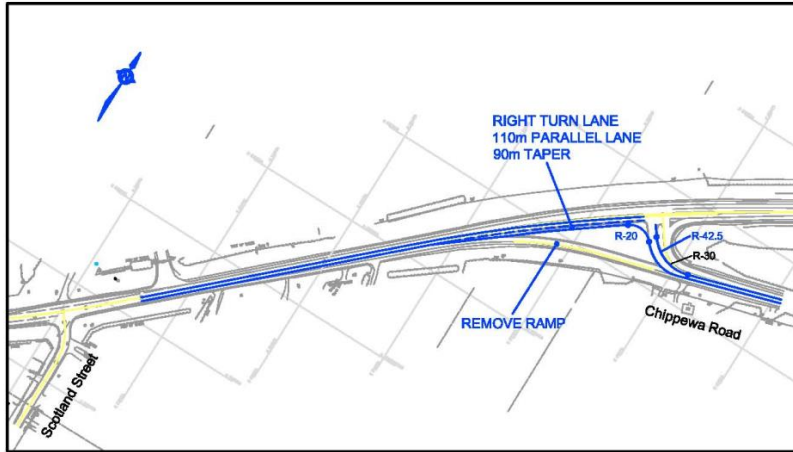 RIGHT TURN LANE
110m PARALLEL LANE
90m TAPER
R-20
R-42.5
R-30
REMOVE RAMP
Chippewa Road
Scotland Street